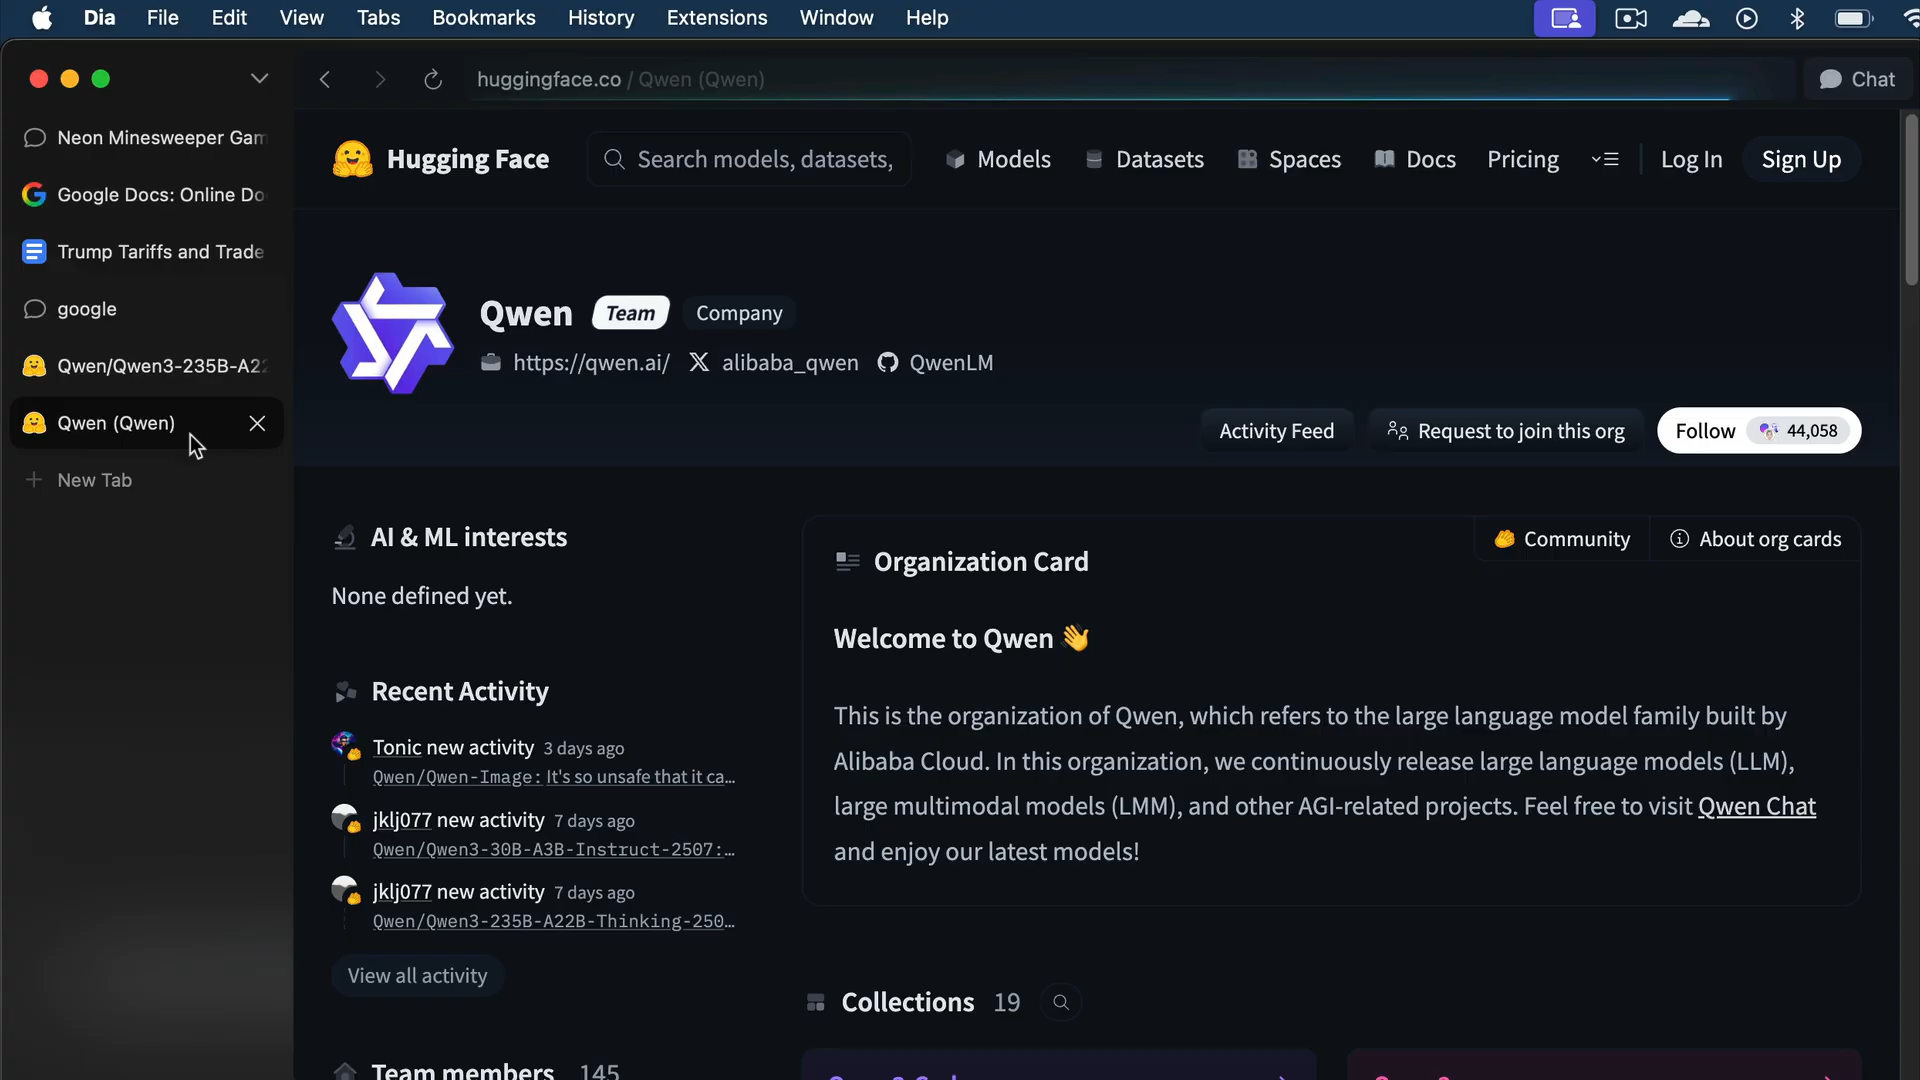 Dia File Edit View Tabs Bookmarks History Extensions Window Help
huggingface.co / Qwen (Qwen)
Chat
Neon Minesweeper Gam
Google Docs: Online Do
Trump Tariffs and Trade
google
Qwen/Qwen3-235B-A22
Qwen (Qwen)
New Tab
Hugging Face
Search models, datasets,
Models Datasets Spaces Docs Pricing Log In Sign Up
Qwen Team Company
https://qwen.ai/ alibaba_qwen QwenLM
Activity Feed Request to join this org Follow 44,058
AI & ML interests
None defined yet.
Recent Activity
Tonic new activity 3 days ago
Qwen/Qwen-Image: It's so unsafe that it ca…
jklj077 new activity 7 days ago
Qwen/Qwen3-30B-A3B-Instruct-2507:…
jklj077 new activity 7 days ago
Qwen/Qwen3-235B-A22B-Thinking-250…
View all activity
Team members 145
Community About org cards
Organization Card
Welcome to Qwen 👋
This is the organization of Qwen, which refers to the large language model family built by
Alibaba Cloud. In this organization, we continuously release large language models (LLM),
large multimodal models (LMM), and other AGI-related projects. Feel free to visit Qwen Chat
and enjoy our latest models!
Collections 19